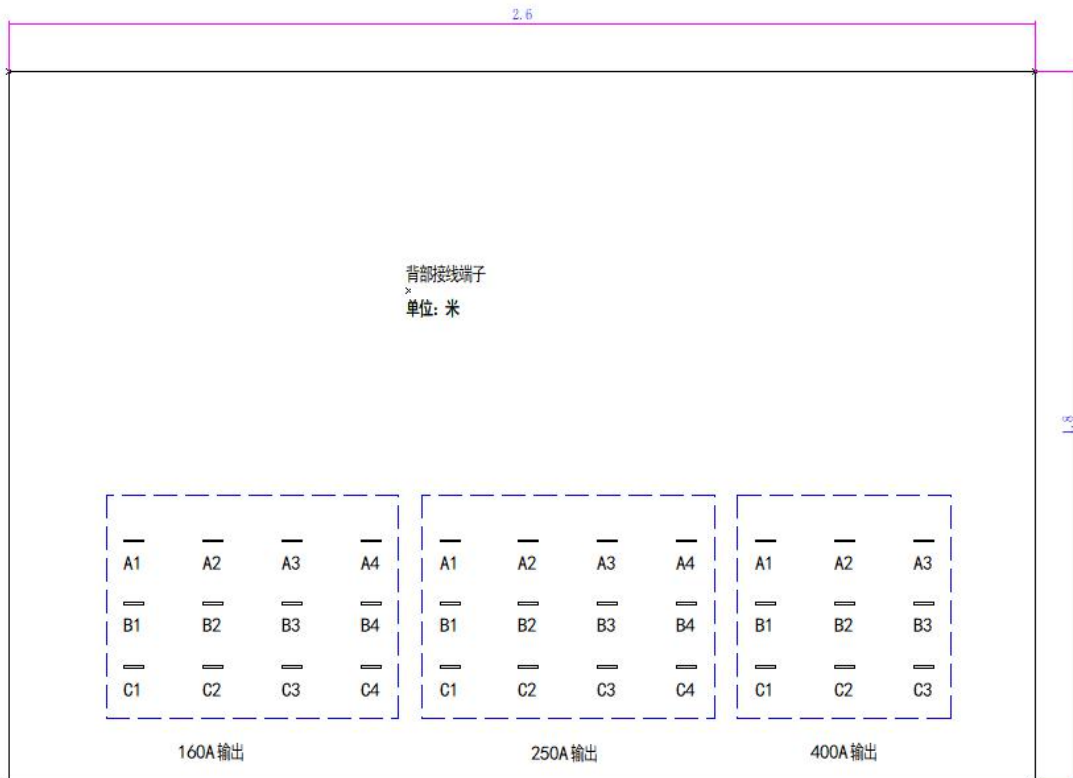 2.6
背部接线端子
单位：米
1.8
A1 A2 A3 A4 A1 A2 A3 A4 A1 A2 A3
B1 B2 B3 B4 B1 B2 B3 B4 B1 B2 B3
C1 C2 C3 C4 C1 C2 C3 C4 C1 C2 C3
160A输出 250A输出 400A输出